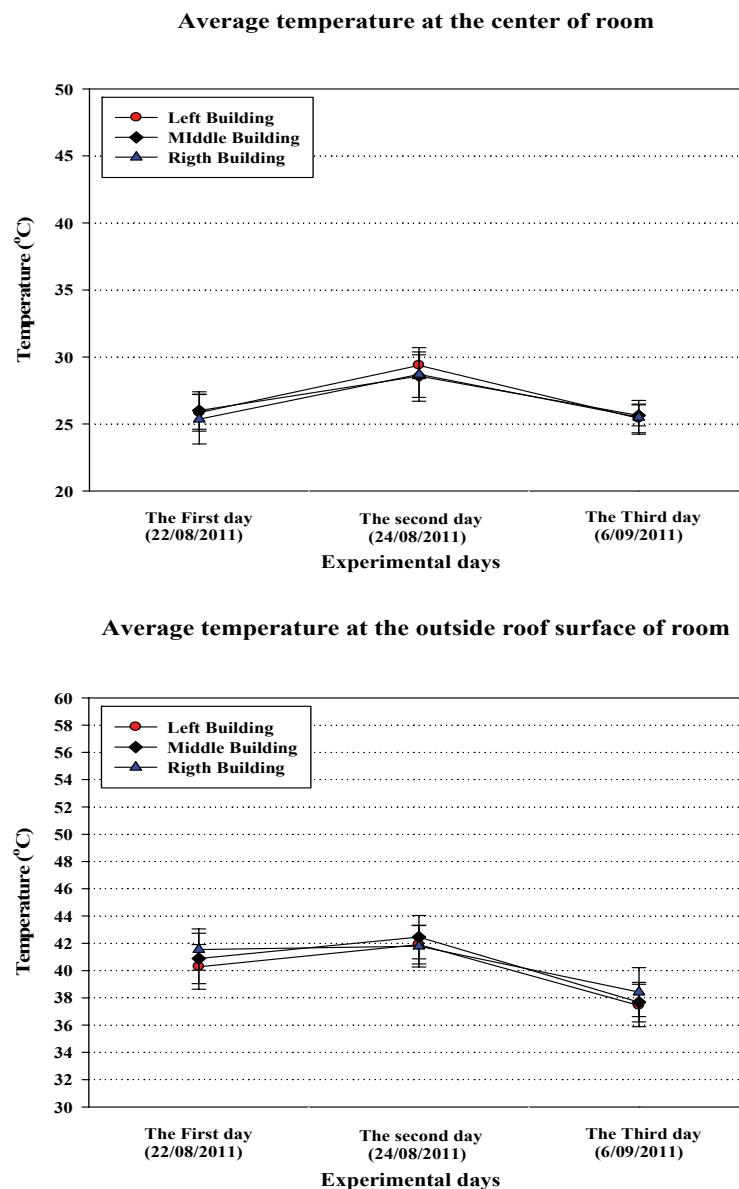 Average temperature at the center of room
50
45
40
35
30
25
20
Temperature (°C)
Left Building
MIddle Building
Rigth Building
The First day
(22/08/2011)
The second day
(24/08/2011)
The Third day
(6/09/2011)
Experimental days
Average temperature at the outside roof surface of room
60
58
56
54
52
50
48
46
44
42
40
38
36
34
32
30
Temperature (°C)
Left Building
Middle Building
Rigth Building
The First day
(22/08/2011)
The second day
(24/08/2011)
The Third day
(6/09/2011)
Experimental days